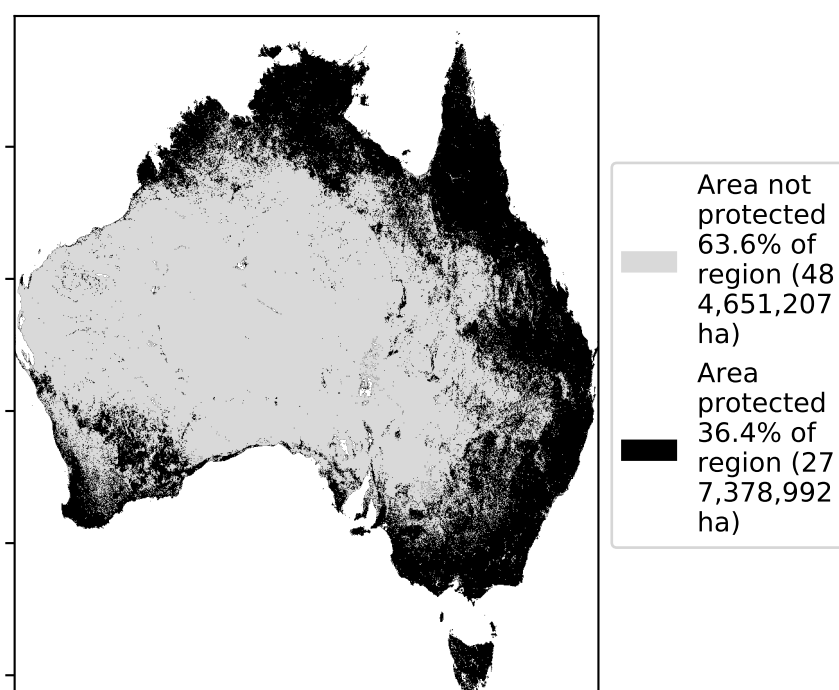 Area not
protected
63.6% of
region (48
4,651,207
ha)
Area
protected
36.4% of
region (27
7,378,992
ha)